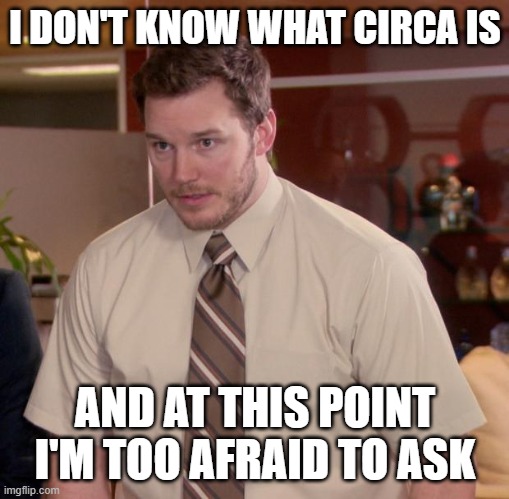 I DON'T KNOW WHAT CIRCA IS
AND AT THIS POINT
I'M TOO AFRAID TO ASK
imgflip.com